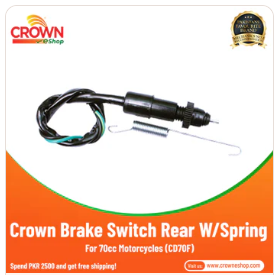 CROWN
eShop
Crown Brake Switch Rear W/Spring
For 70cc Motorcycles (CD70F)
Spend PKR 2500 and get free shipping!
Visit us: www.crowneshop.com